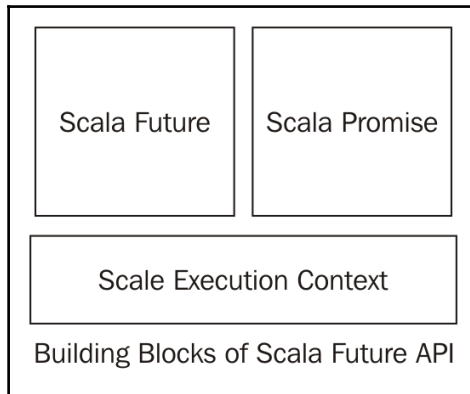 Scala Future
Scala Promise
Scale Execution Context
Building Blocks of Scala Future API